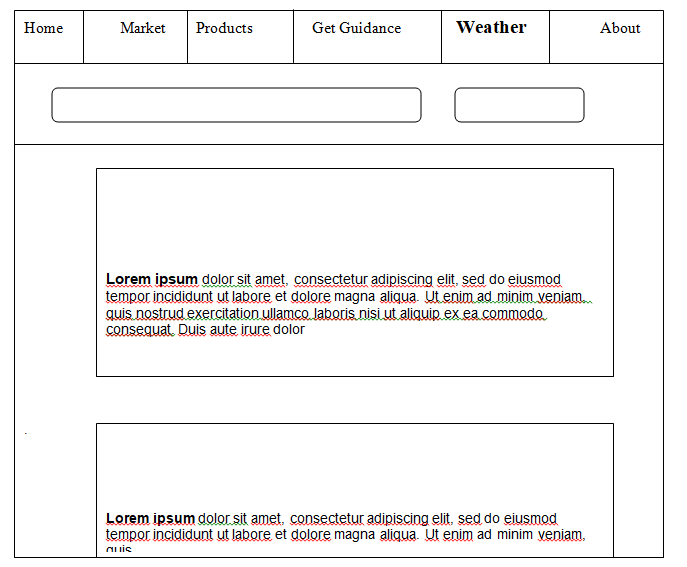 Home Market Products Get Guidance Weather About
Lorem ipsum dolor sit amet, consectetur adipiscing elit, sed do eiusmod
tempor incididunt ut labore et dolore magna aliqua. Ut enim ad minim veniam,
quis nostrud exercitation ullamco laboris nisi ut aliquip ex ea commodo
consequat. Duis aute irure dolor
Lorem ipsum dolor sit amet, consectetur adipiscing elit, sed do eiusmod
tempor incididunt ut labore et dolore magna aliqua. Ut enim ad minim veniam,
quis